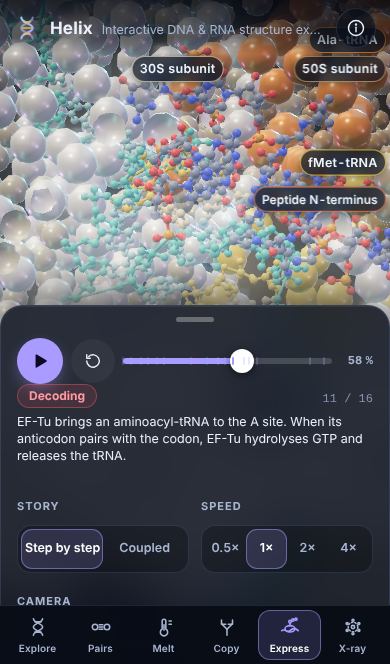 Helix Interactive DNA & RNA structure ex...
Ala-tRNA
30S subunit
50S subunit
fMet-tRNA
Peptide N-terminus
58 %
Decoding
11 / 16
EF-Tu brings an aminoacyl-tRNA to the A site. When its
anticodon pairs with the codon, EF-Tu hydrolyses GTP and
releases the tRNA.
STORY
SPEED
Step by step
Coupled
0.5×
1×
2×
4×
CAMERA
Explore
Pairs
Melt
Copy
Express
X-ray